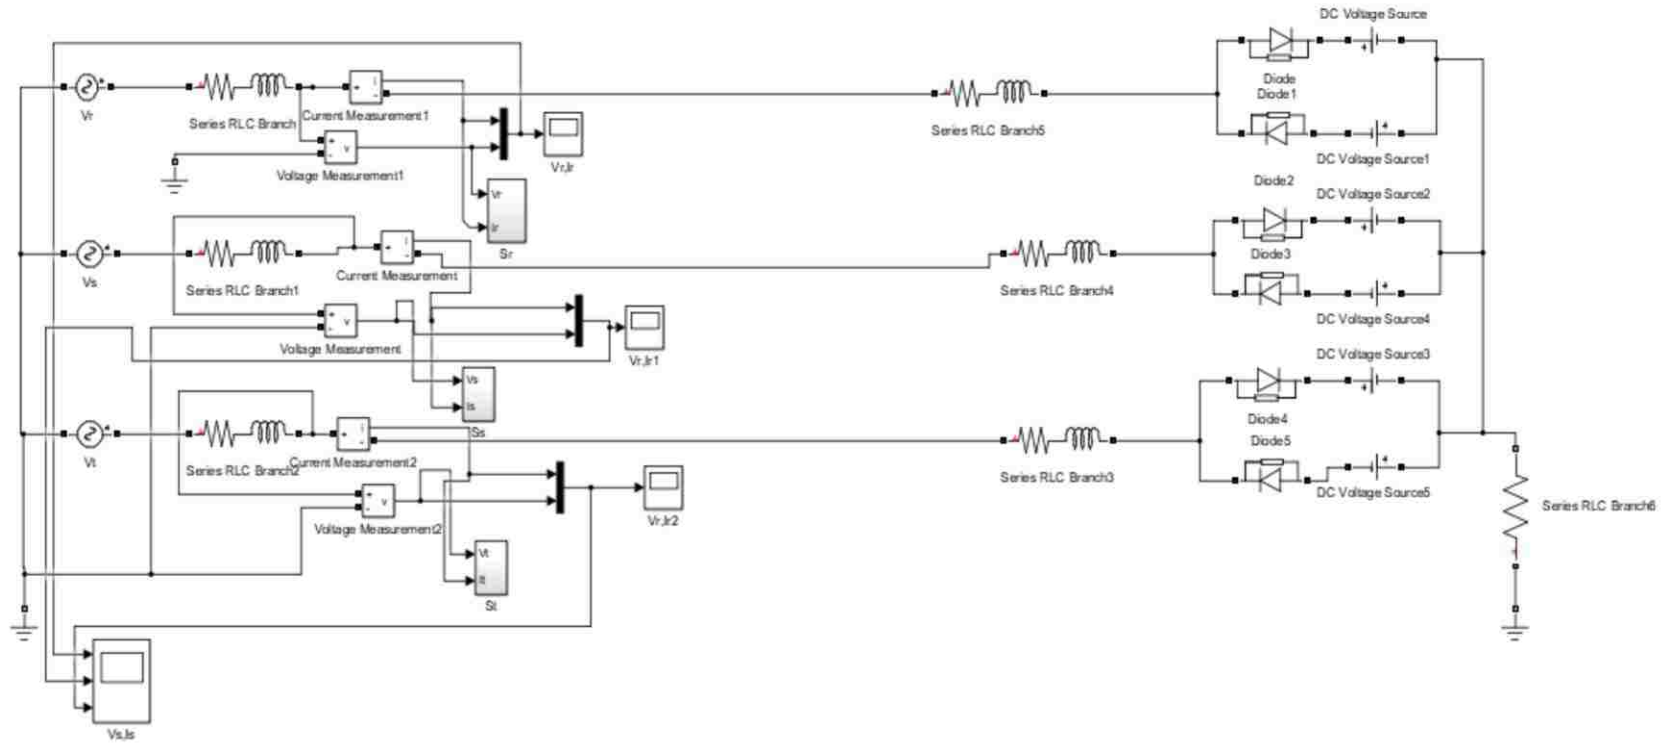 DC Voltage Source
Vr
Series RLC Branch
Current Measurement1
Series RLC Branch5
Diode
Diode1
i
v
Voltage Measurement1
Vr,Ir
DC Voltage Source1
Vr
Ir
Sr
Diode2
DC Voltage Source2
Vs
Series RLC Branch1
Current Measurement
i
Series RLC Branch4
Diode3
DC Voltage Source4
v
Voltage Measurement
Vr,Ir1
Vs
Is
Ss
DC Voltage Source3
Vt
Series RLC Branch2
Current Measurement2
i
Series RLC Branch3
Diode4
Diode5
DC Voltage Source5
v
Voltage Measurement2
Vr,Ir2
Series RLC Branch6
Vt
St
Vs,Is